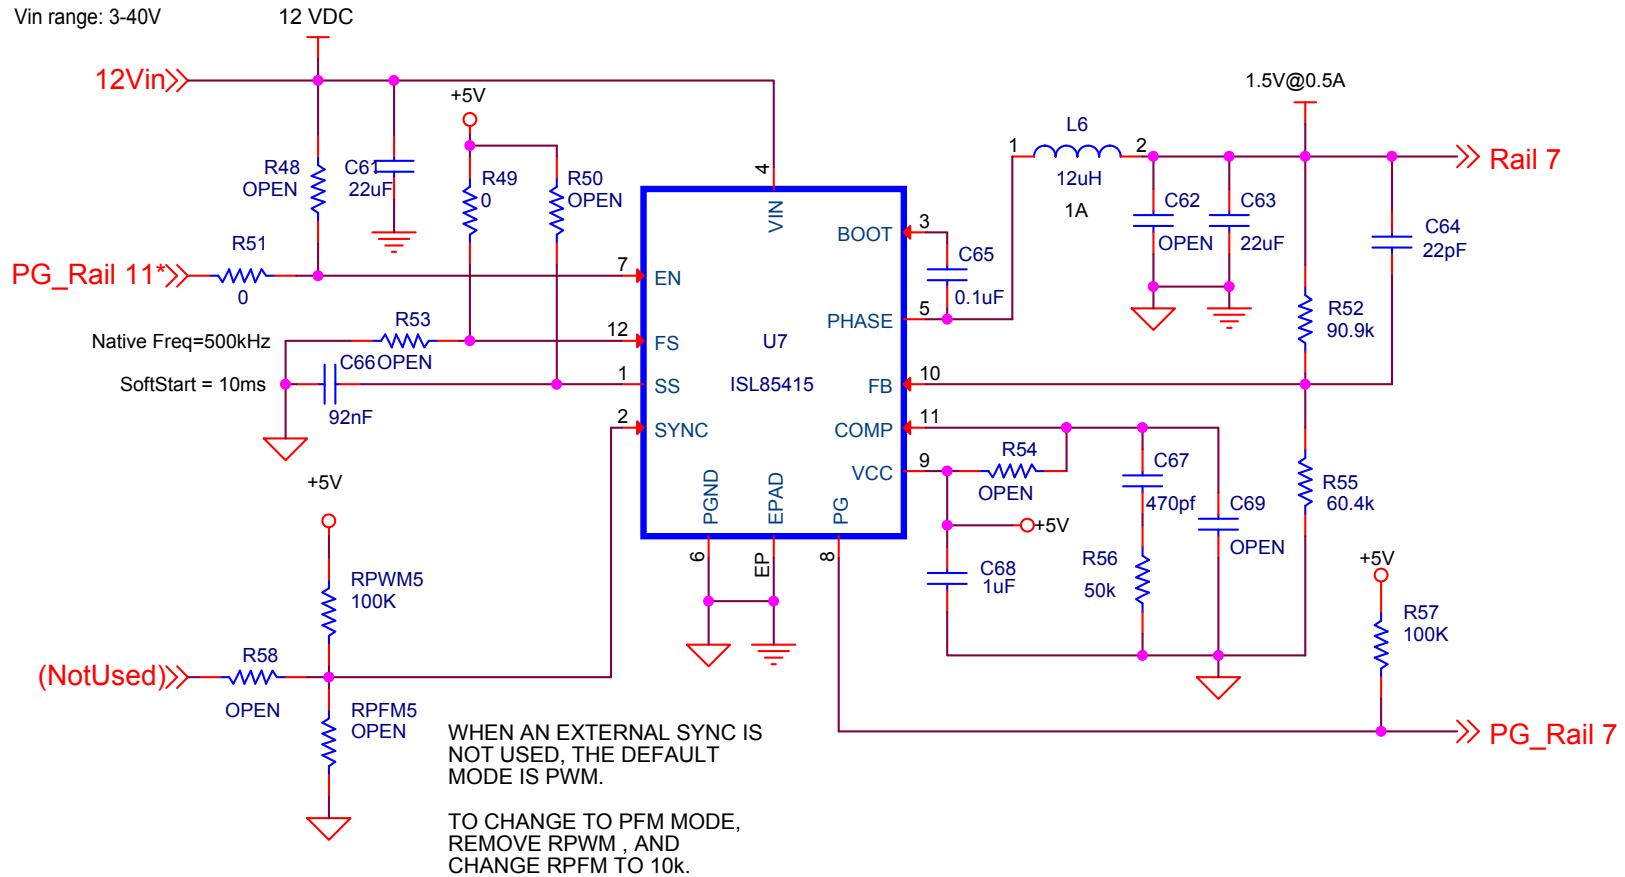 Vin range: 3-40V
12 VDC
12Vin
+5V
1.5V@0.5A
L6
1
2
12uH
1A
Rail 7
R48
OPEN
C61
22uF
R49
0
R50
OPEN
4
VIN
C62
OPEN
C63
22uF
C64
22pF
R51
0
PG_Rail 11*
7
EN
BOOT
3
C65
0.1uF
PHASE
5
R53
OPEN
Native Freq=500kHz
12
FS
U7
ISL85415
R52
90.9k
SoftStart = 10ms
C66
92nF
1
SS
FB
10
2
SYNC
COMP
11
VCC
9
R54
OPEN
C67
470pf
C69
OPEN
R55
60.4k
PGND
EPAD
PG
6
EP
8
+5V
C68
1uF
R56
50k
+5V
RPWM5
100K
+5V
R57
100K
(NotUsed)
R58
OPEN
RPFM5
OPEN
PG_Rail 7
WHEN AN EXTERNAL SYNC IS
NOT USED, THE DEFAULT
MODE IS PWM.
TO CHANGE TO PFM MODE,
REMOVE RPWM , AND
CHANGE RPFM TO 10k.